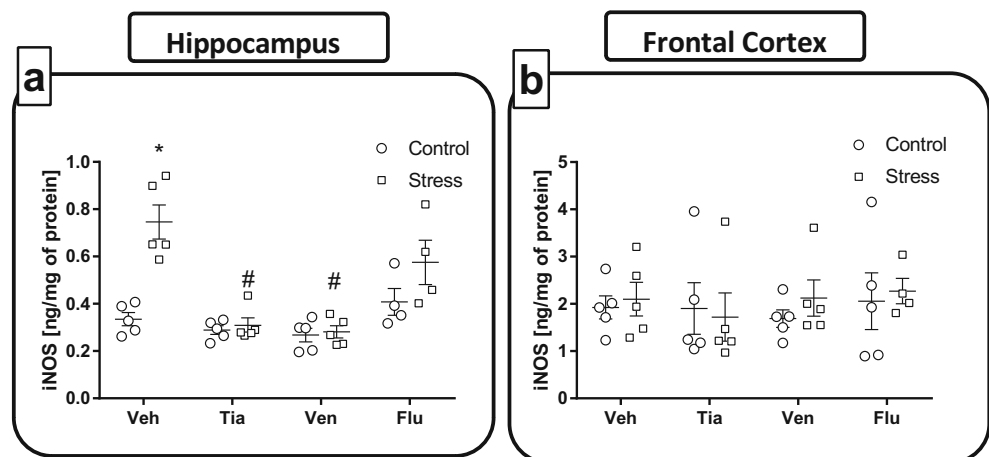 Hippocampus
a
iNOS [ng/mg of protein]
1.0
0.8
0.6
0.4
0.2
0.0
*
#
#
Control
Stress
Veh Tia Ven Flu
Frontal Cortex
b
iNOS [ng/mg of protein]
5
4
3
2
1
0
Control
Stress
Veh Tia Ven Flu